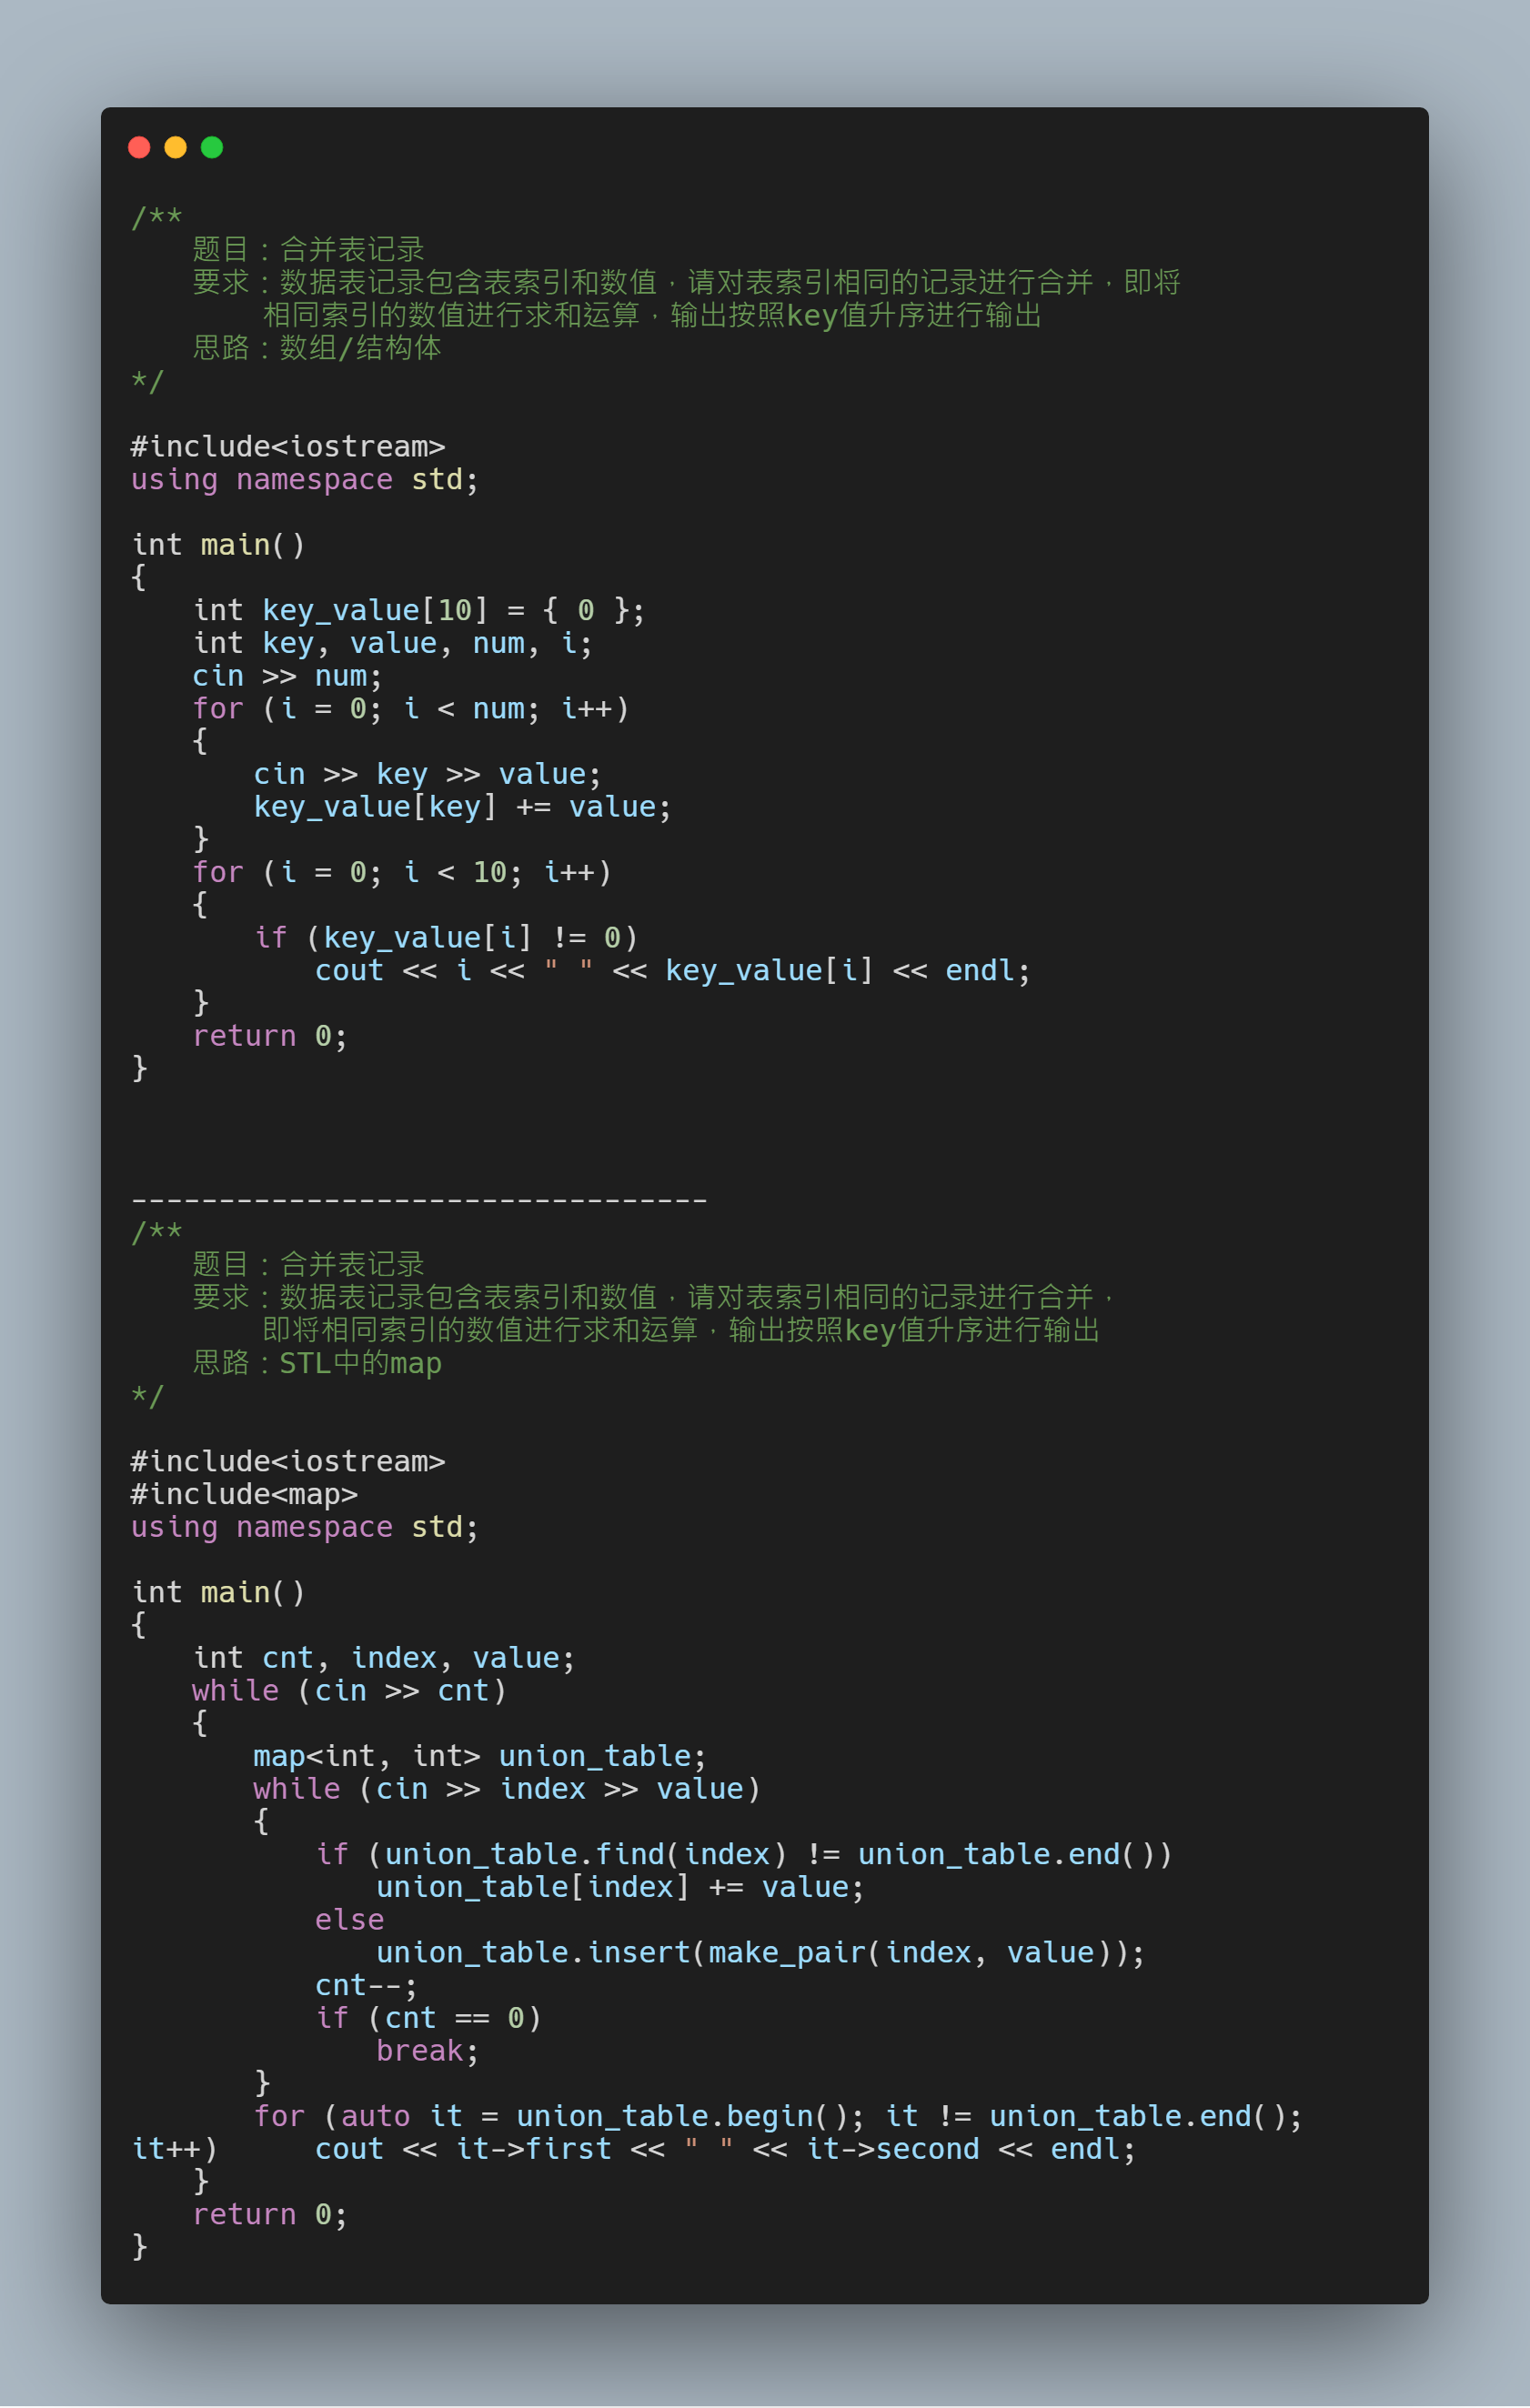 /**
    题目：合并表记录
    要求：数据表记录包含表索引和数值，请对表索引相同的记录进行合并，即将
        相同索引的数值进行求和运算，输出按照key值升序进行输出
    思路：数组/结构体
*/

#include<iostream>
using namespace std;

int main()
{
    int key_value[10] = { 0 };
    int key, value, num, i;
    cin >> num;
    for (i = 0; i < num; i++)
    {
        cin >> key >> value;
        key_value[key] += value;
    }
    for (i = 0; i < 10; i++)
    {
        if (key_value[i] != 0)
            cout << i << " " << key_value[i] << endl;
    }
    return 0;
}

---------------------------------
/**
    题目：合并表记录
    要求：数据表记录包含表索引和数值，请对表索引相同的记录进行合并，
        即将相同索引的数值进行求和运算，输出按照key值升序进行输出
    思路：STL中的map
*/

#include<iostream>
#include<map>
using namespace std;

int main()
{
    int cnt, index, value;
    while (cin >> cnt)
    {
        map<int, int> union_table;
        while (cin >> index >> value)
        {
            if (union_table.find(index) != union_table.end())
                union_table[index] += value;
            else
                union_table.insert(make_pair(index, value));
            cnt--;
            if (cnt == 0)
                break;
        }
        for (auto it = union_table.begin(); it != union_table.end();
it++)      cout << it->first << " " << it->second << endl;
    }
    return 0;
}